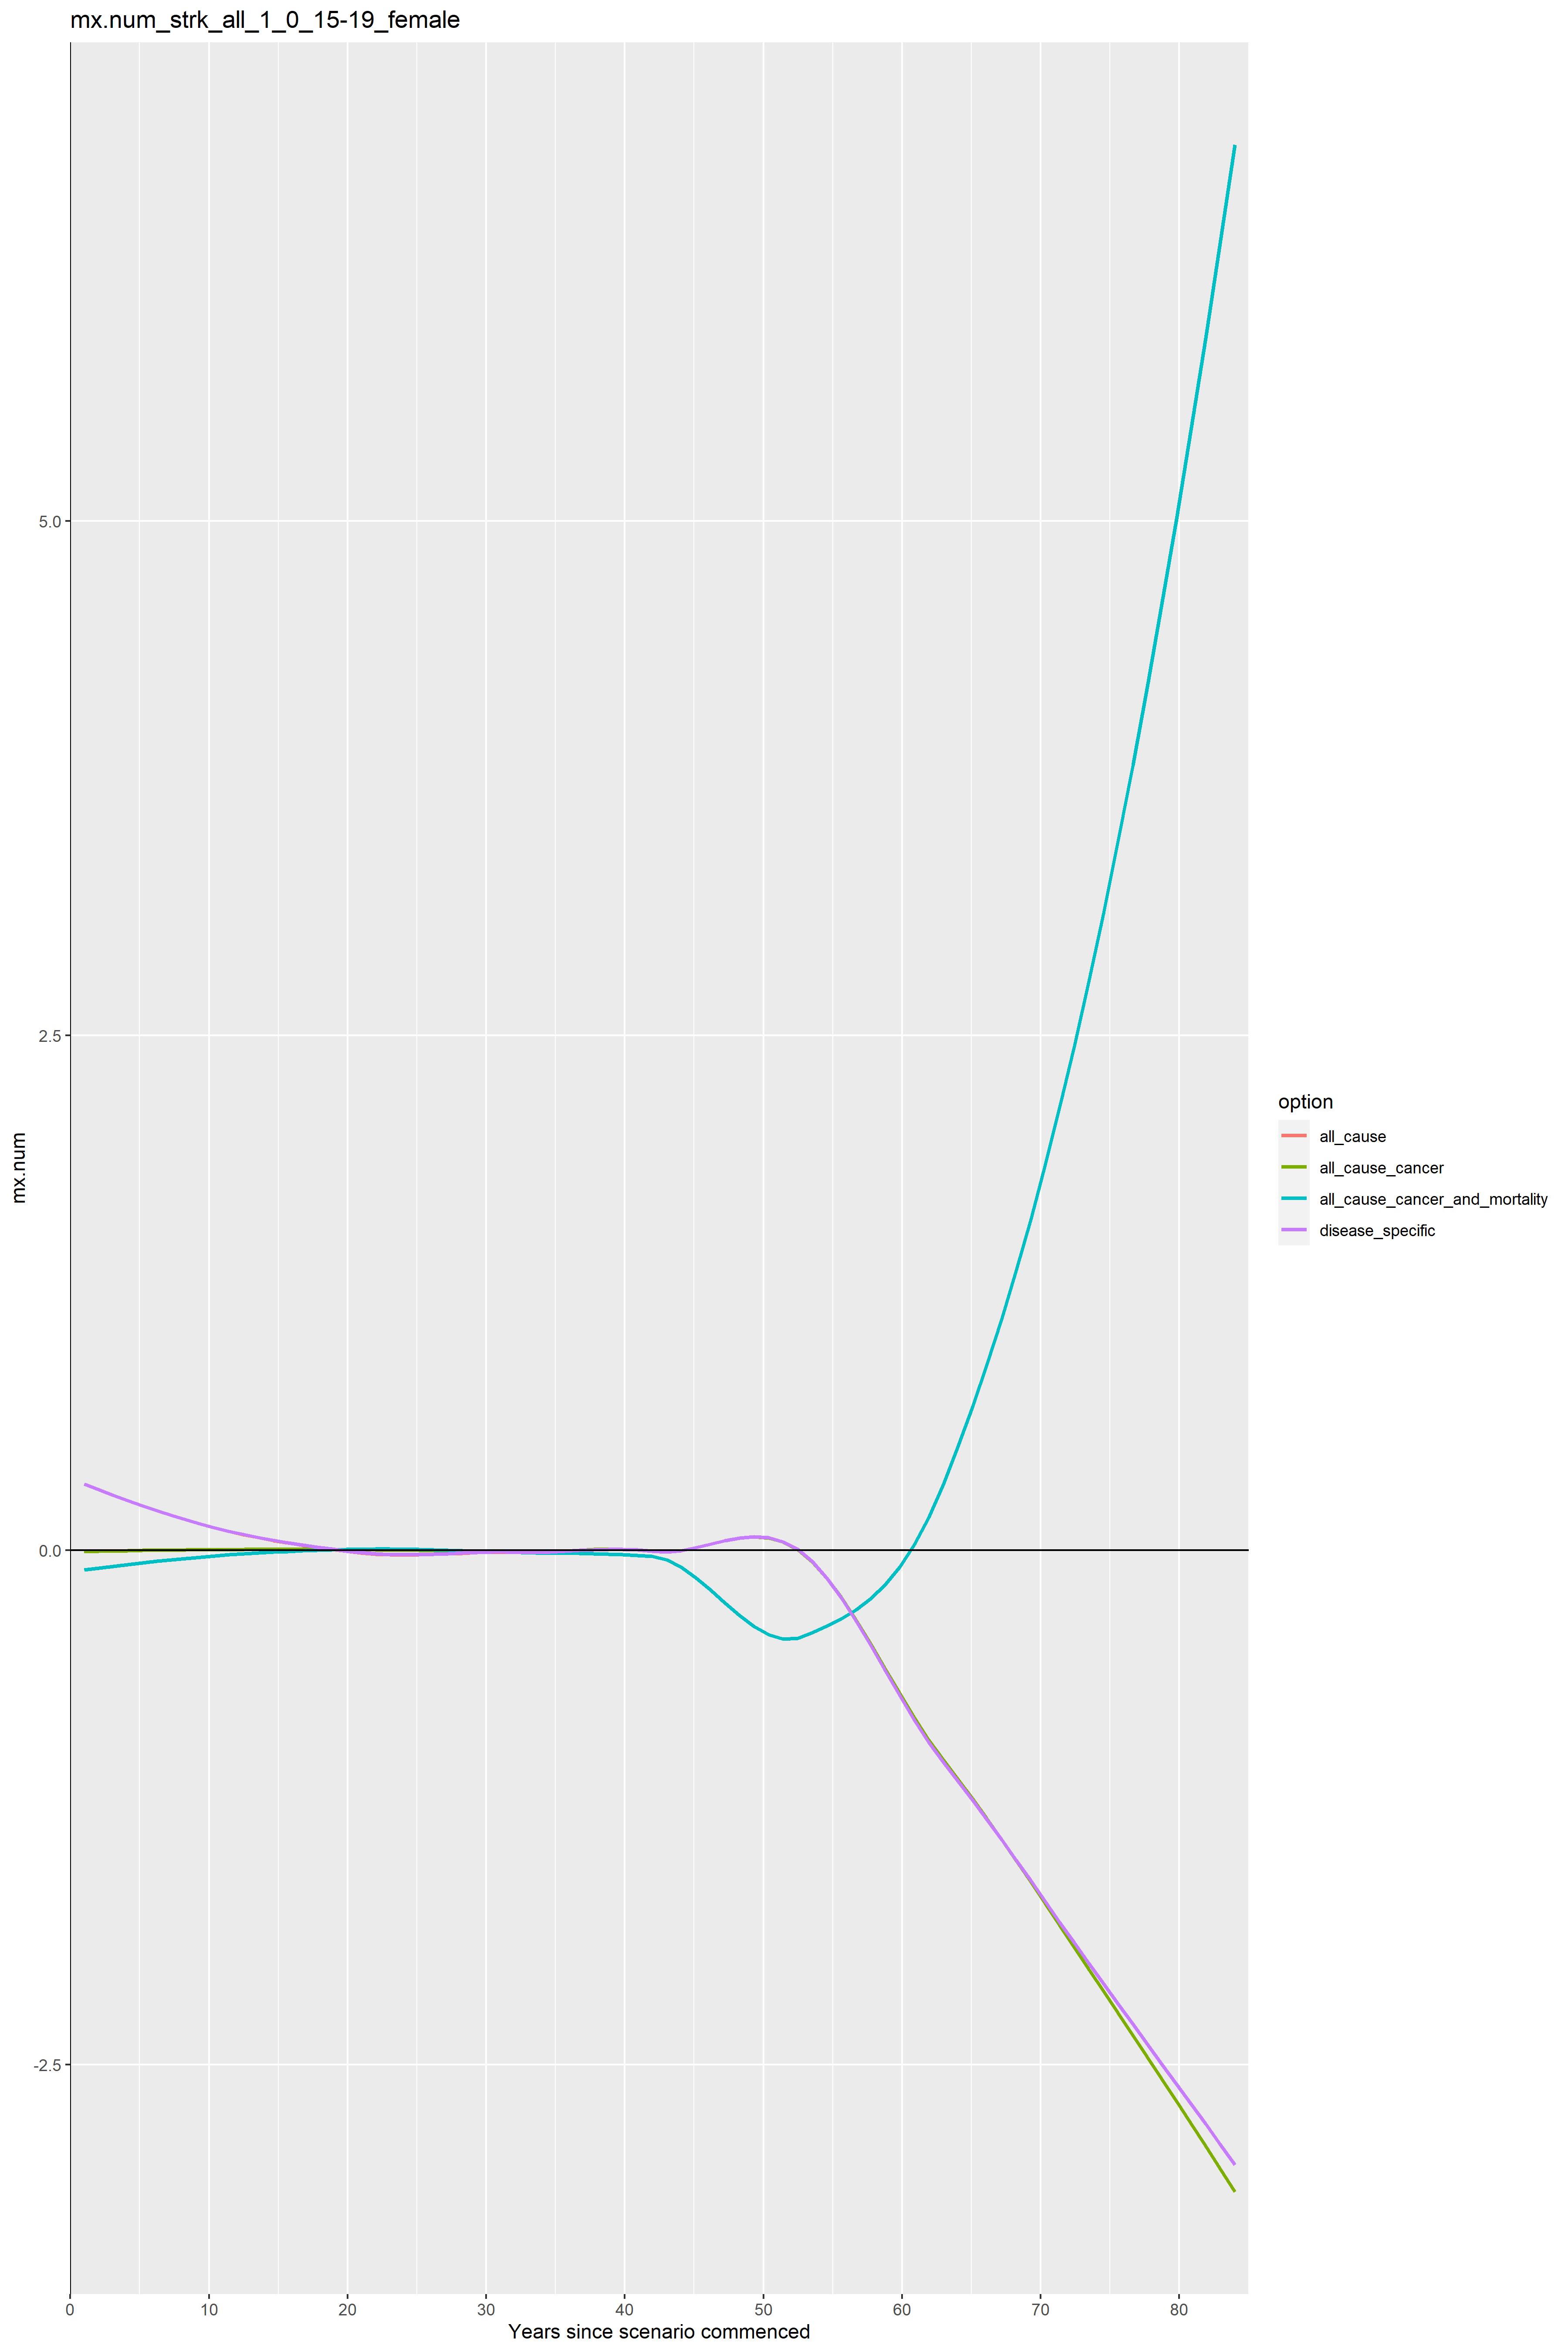 mx.num_strk_all_1_0_15-19_female
5.0
2.5
0.0
-2.5
mx.num
0 10 20 30 40 50 60 70 80
Years since scenario commenced
option
all_cause
all_cause_cancer
all_cause_cancer_and_mortality
disease_specific